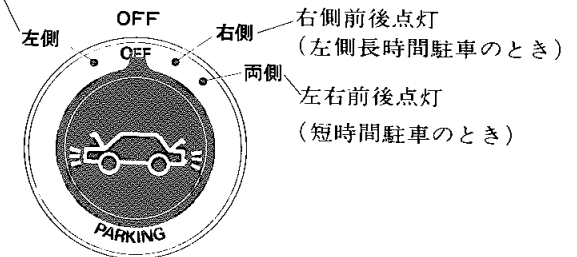 OFF
左側
OFF
右側
両側
右側前後点灯
(左側長時間駐車のとき)
左右前後点灯
(短時間駐車のとき)
PARKING